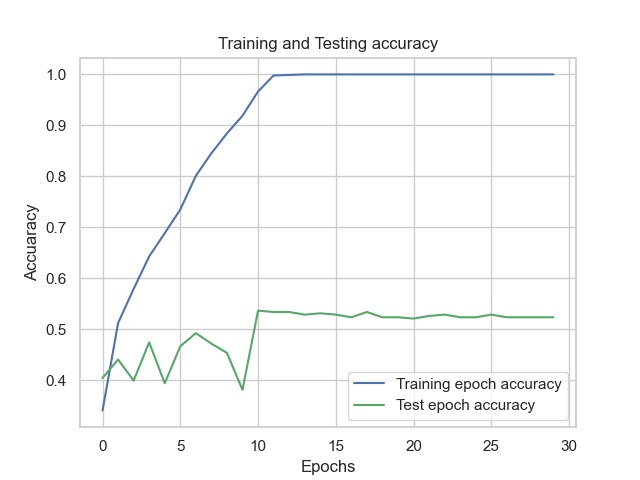 Training and Testing accuracy
Accuaracy
1.0
0.9
0.8
0.7
0.6
0.5
0.4
0
5
10
15
20
25
30
Epochs
Training epoch accuracy
Test epoch accuracy